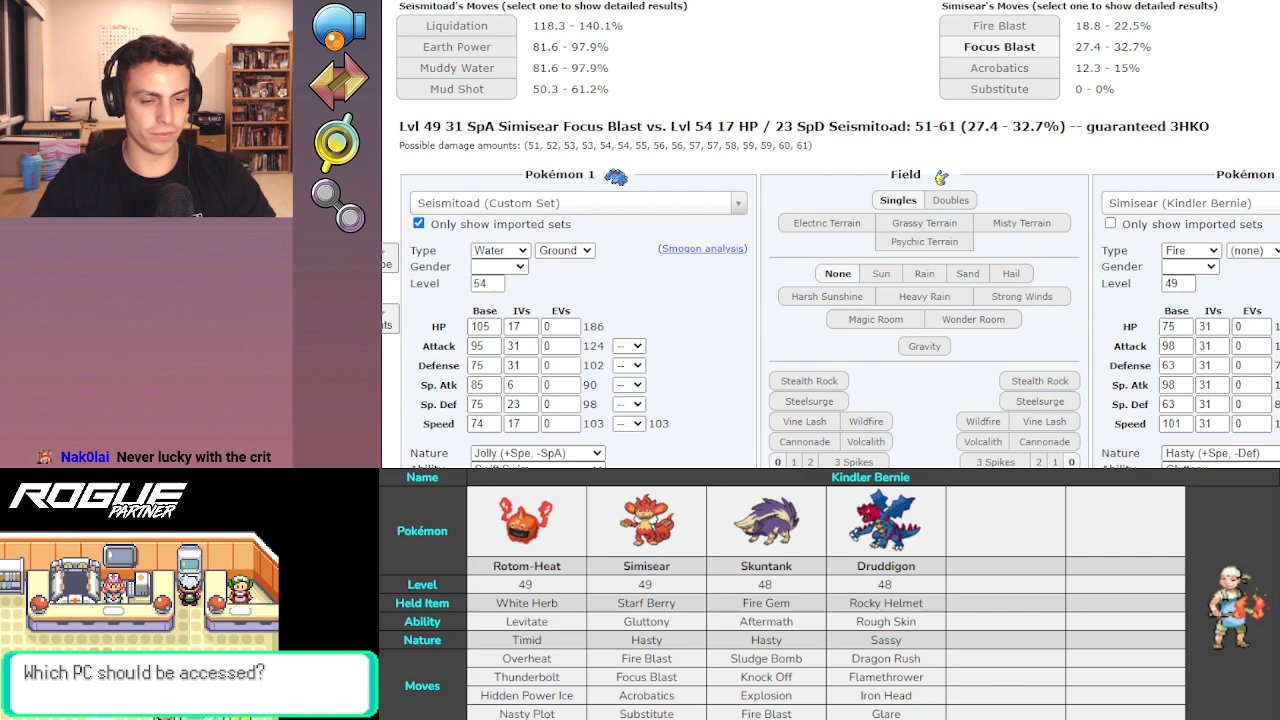 Seismitoad's Moves (select one to show detailed results)
Liquidation 118.3 - 140.1%
Earth Power 81.6 - 97.9%
Muddy Water 81.6 - 97.9%
Mud Shot 50.3 - 61.2%
Simisear's Moves (select one to show detailed results)
Fire Blast 18.8 - 22.5%
Focus Blast 27.4 - 32.7%
Acrobatics 12.3 - 15%
Substitute 0 - 0%
Lvl 49 31 SpA Simisear Focus Blast vs. Lvl 54 17 HP / 23 SpD Seismitoad: 51-61 (27.4 - 32.7%) -- guaranteed 3HKO
Possible damage amounts: (51, 52, 53, 53, 54, 54, 55, 56, 56, 57, 57, 58, 59, 59, 60, 61)
Pokémon 1
Seismitoad (Custom Set)
Only show imported sets
Type Water Ground (Smogon analysis)
Gender
Level 54
Base IVs EVs
HP 105 17 0 186
Attack 95 31 0 124 --
Defense 75 31 0 102 --
Sp. Atk 85 6 0 90 --
Sp. Def 75 23 0 98 --
Speed 74 17 0 103 -- 103
Nature Jolly (+Spe, -SpA)
Field
Singles Doubles
Electric Terrain Grassy Terrain Misty Terrain
Psychic Terrain
None Sun Rain Sand Hail
Harsh Sunshine Heavy Rain Strong Winds
Magic Room Wonder Room
Gravity
Stealth Rock Stealth Rock
Steelsurge Steelsurge
Vine Lash Wildfire Wildfire Vine Lash
Cannonade Volcalith Volcalith Cannonade
0 1 2 3 Spikes 3 Spikes 2 1 0
Pokémon
Simisear (Kindler Bernie)
Only show imported sets
Type Fire (none)
Gender
Level 49
Base IVs EVs
HP 75 31 0
Attack 98 31 0
Defense 63 31 0
Sp. Atk 98 31 0
Sp. Def 63 31 0
Speed 101 31 0
Nature Hasty (+Spe, -Def)
Nak0lai Never lucky with the crit
ROGUE
PARTNER
Which PC should be accessed?
Name Kindler Bernie
Pokémon Rotom-Heat Simisear Skuntank Druddigon
Level 49 49 48 48
Held Item White Herb Starf Berry Fire Gem Rocky Helmet
Ability Levitate Gluttony Aftermath Rough Skin
Nature Timid Hasty Hasty Sassy
Moves Overheat Fire Blast Sludge Bomb Dragon Rush
Thunderbolt Focus Blast Knock Off Flamethrower
Hidden Power Ice Acrobatics Explosion Iron Head
Nasty Plot Substitute Fire Blast Glare